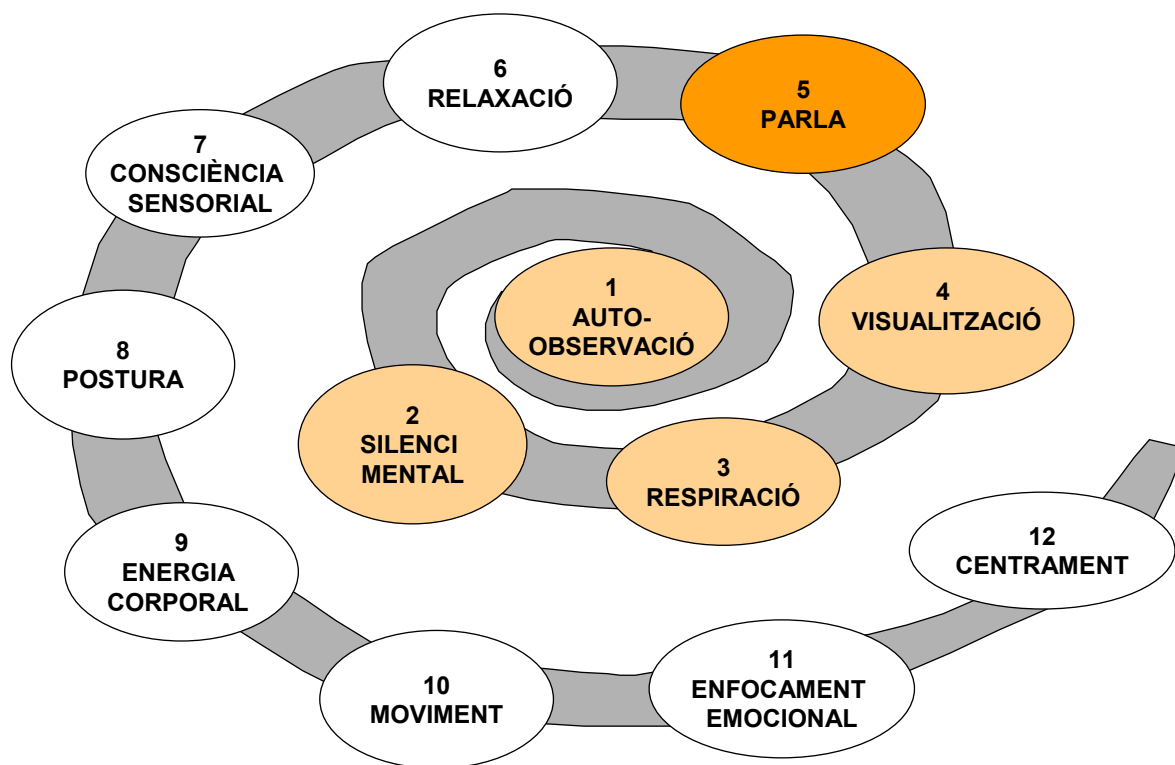 1
AUTO-
OBSERVACIÓ
2
SILENCI
MENTAL
3
RESPIRACIÓ
4
VISUALITZACIÓ
5
PARLA
6
RELAXACIÓ
7
CONSCIÈNCIA
SENSORIAL
8
POSTURA
9
ENERGIA
CORPORAL
10
MOVIMENT
11
ENFOCAMENT
EMOCIONAL
12
CENTRAMENT